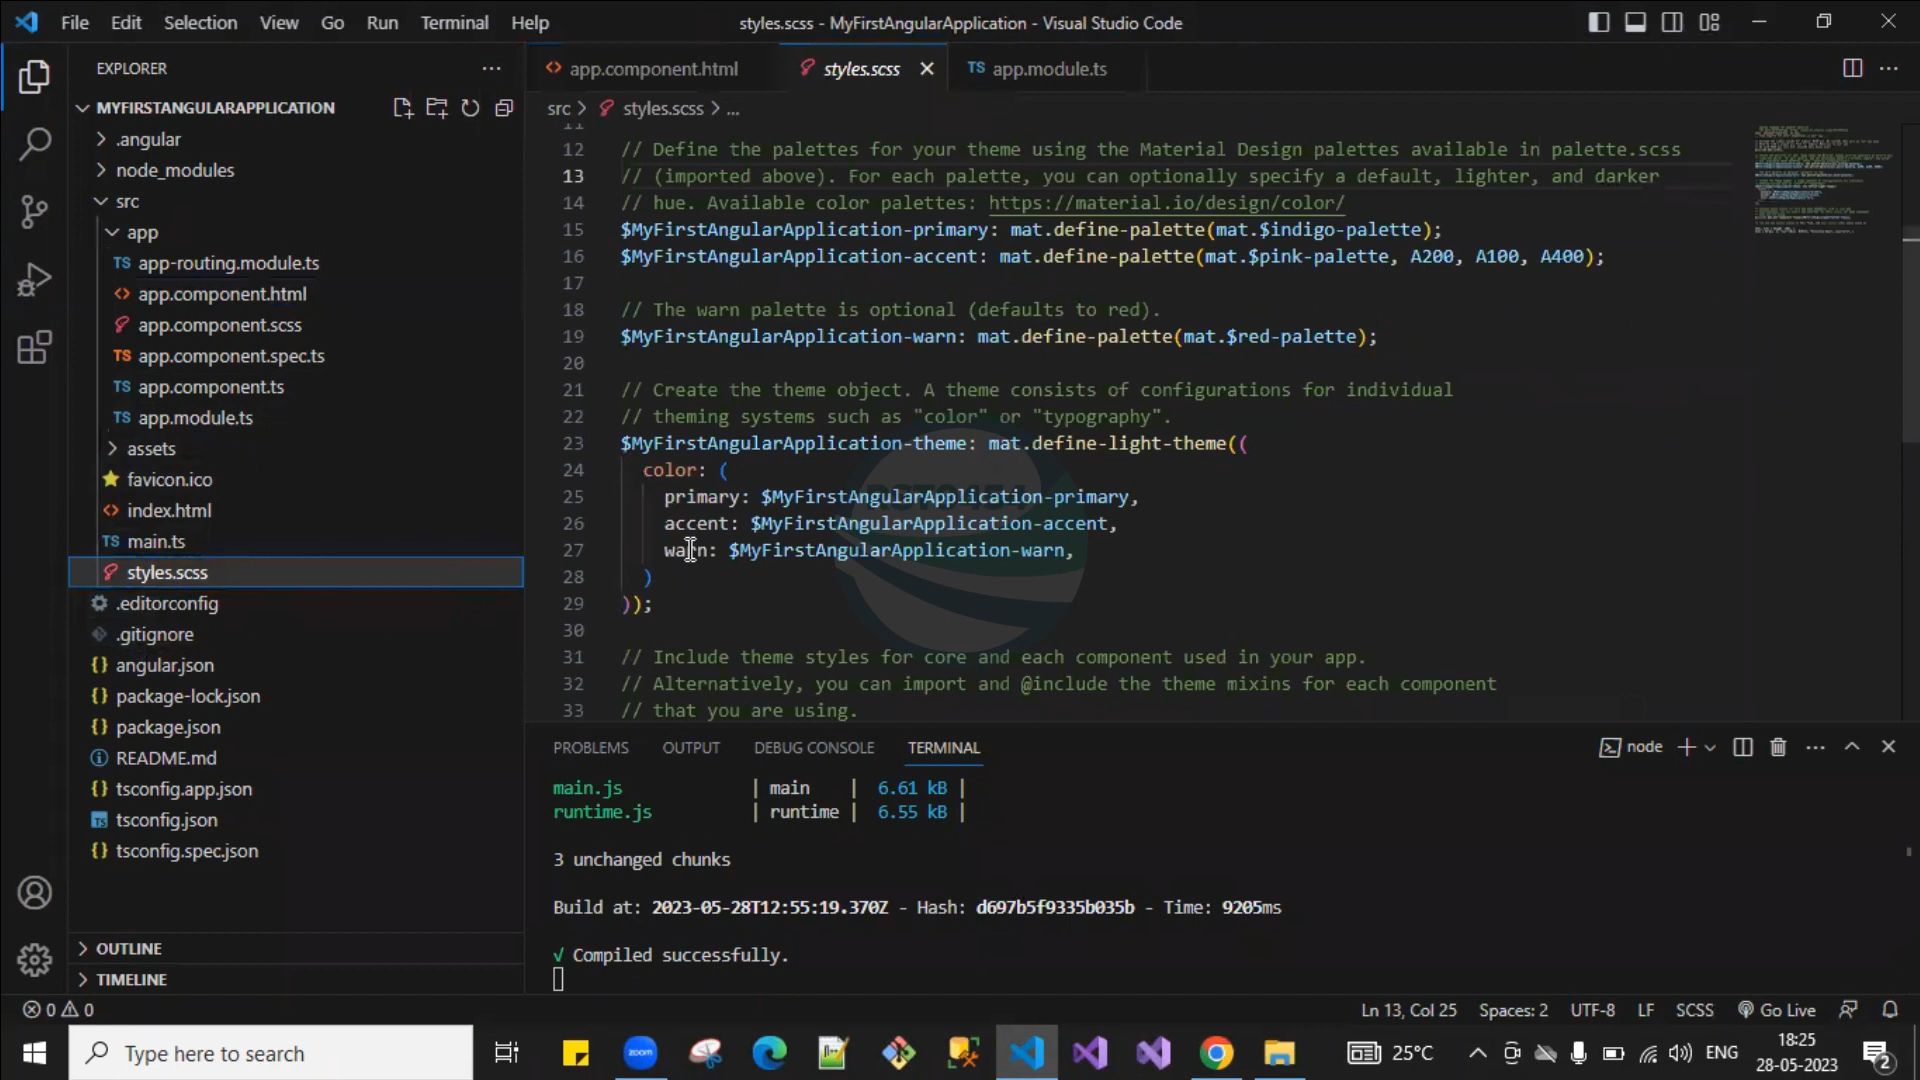 File Edit Selection View Go Run Terminal Help
styles.scss - MyFirstAngularApplication - Visual Studio Code
EXPLORER
MYFIRSTANGULARAPPLICATION
.angular
node_modules
src
app
TS app-routing.module.ts
<> app.component.html
app.component.scss
TS app.component.spec.ts
TS app.component.ts
TS app.module.ts
assets
favicon.ico
<> index.html
TS main.ts
styles.scss
.editorconfig
.gitignore
{} angular.json
{} package-lock.json
{} package.json
README.md
{} tsconfig.app.json
TS tsconfig.json
{} tsconfig.spec.json
OUTLINE
TIMELINE
<> app.component.html
styles.scss
TS app.module.ts
src > styles.scss > ...
11
12 // Define the palettes for your theme using the Material Design palettes available in palette.scss
13 // (imported above). For each palette, you can optionally specify a default, lighter, and darker
14 // hue. Available color palettes: https://material.io/design/color/
15 $MyFirstAngularApplication-primary: mat.define-palette(mat.$indigo-palette);
16 $MyFirstAngularApplication-accent: mat.define-palette(mat.$pink-palette, A200, A100, A400);
17
18 // The warn palette is optional (defaults to red).
19 $MyFirstAngularApplication-warn: mat.define-palette(mat.$red-palette);
20
21 // Create the theme object. A theme consists of configurations for individual
22 // theming systems such as "color" or "typography".
23 $MyFirstAngularApplication-theme: mat.define-light-theme((
24 color: (
25 primary: $MyFirstAngularApplication-primary,
26 accent: $MyFirstAngularApplication-accent,
27 warn: $MyFirstAngularApplication-warn,
28 )
29 ));
30
31 // Include theme styles for core and each component used in your app.
32 // Alternatively, you can import and @include the theme mixins for each component
33 // that you are using.
PROBLEMS OUTPUT DEBUG CONSOLE TERMINAL
node
main.js | main | 6.61 kB |
runtime.js | runtime | 6.55 kB |
3 unchanged chunks
Build at: 2023-05-28T12:55:19.370Z - Hash: d697b5f9335b035b - Time: 9205ms
√ Compiled successfully.
0 0
Ln 13, Col 25 Spaces: 2 UTF-8 LF SCSS Go Live
Type here to search
zoom
25°C
ENG
18:25
28-05-2023
2